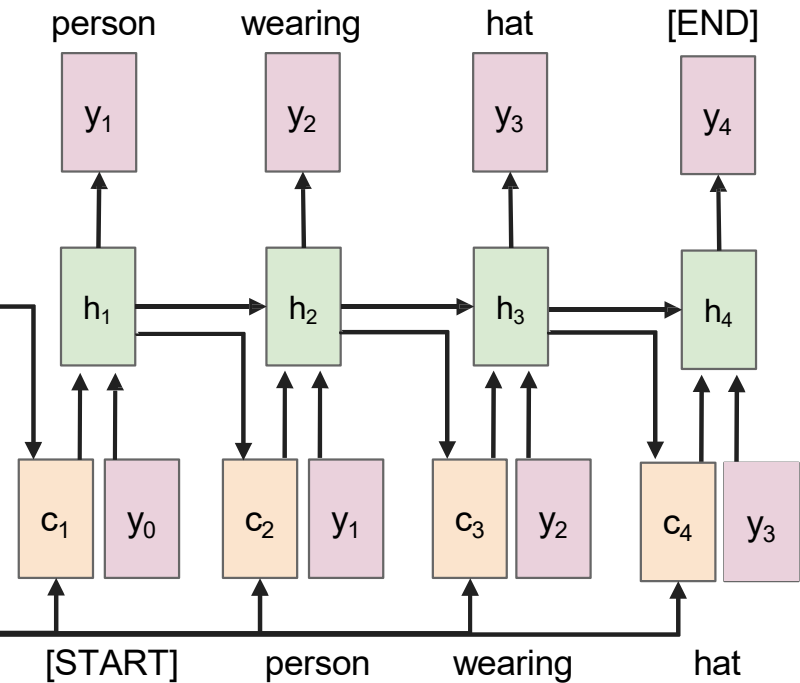 person wearing hat [END]
y₁ y₂ y₃ y₄
h₁ h₂ h₃ h₄
c₁ y₀ c₂ y₁ c₃ y₂ c₄ y₃
[START] person wearing hat